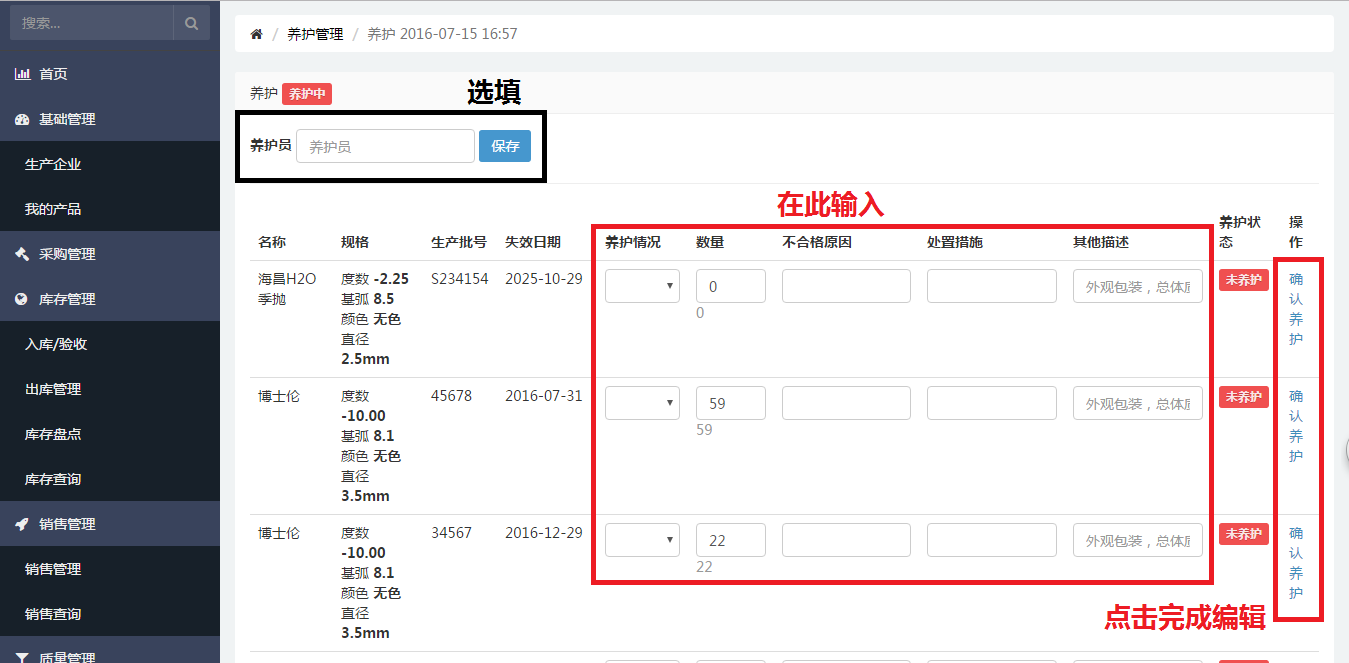 搜索...
首页
基础管理
生产企业
我的产品
采购管理
库存管理
入库/验收
出库管理
库存盘点
库存查询
销售管理
销售管理
销售查询
质量管理
/ 养护管理 / 养护 2016-07-15 16:57
养护 养护中
选填
养护员 养护员 保存
在此输入
名称 规格 生产批号 失效日期 养护情况 数量 不合格原因 处置措施 其他描述 养护状态 操作
海昌H2O季抛
度数 -2.25
基弧 8.5
颜色 无色
直径
2.5mm
S234154 2025-10-29 0 外观包装，总体质
0
未养护
确认养护
博士伦
度数
-10.00
基弧 8.1
颜色 无色
直径
3.5mm
45678 2016-07-31 59 外观包装，总体质
59
未养护
确认养护
博士伦
度数
-10.00
基弧 8.1
颜色 无色
直径
3.5mm
34567 2016-12-29 22 外观包装，总体质
22
未养护
确认养护
点击完成编辑